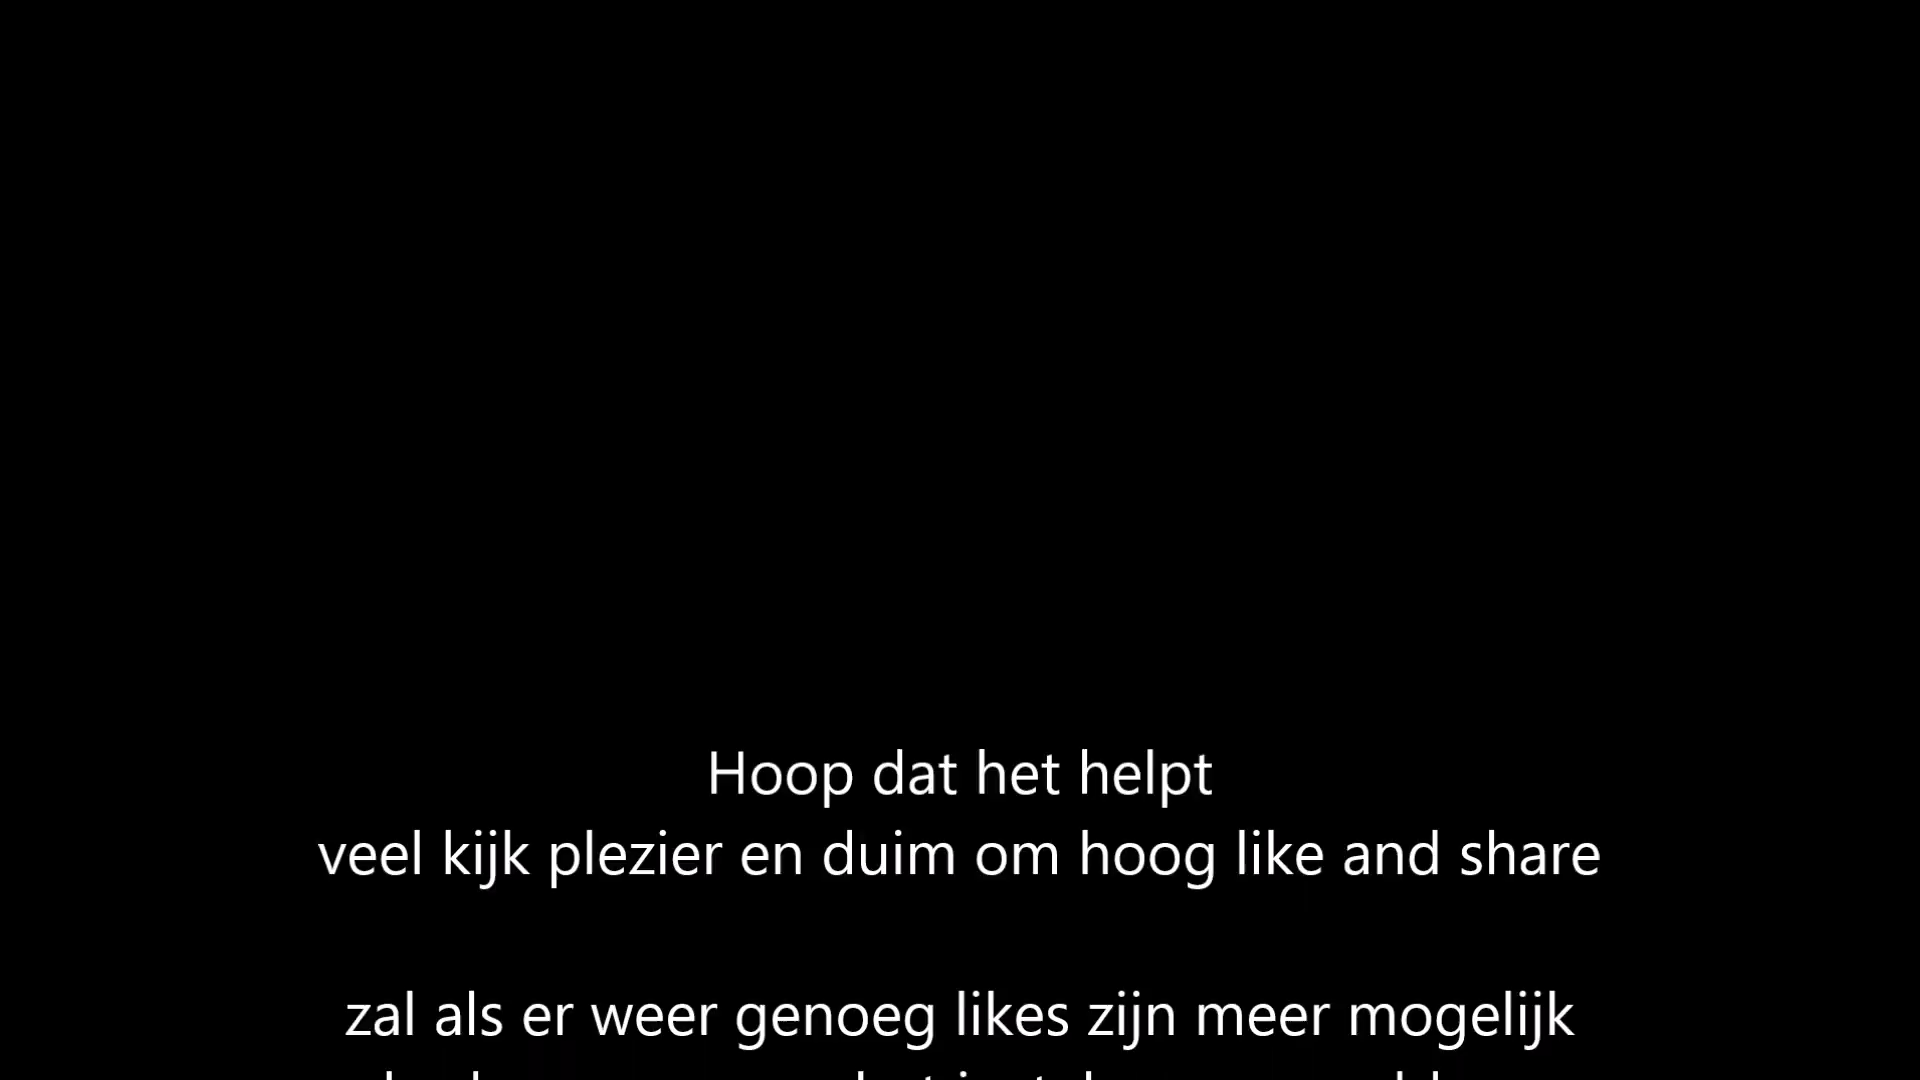 Hoop dat het helpt
veel kijk plezier en duim om hoog like and share
zal als er weer genoeg likes zijn meer mogelijk